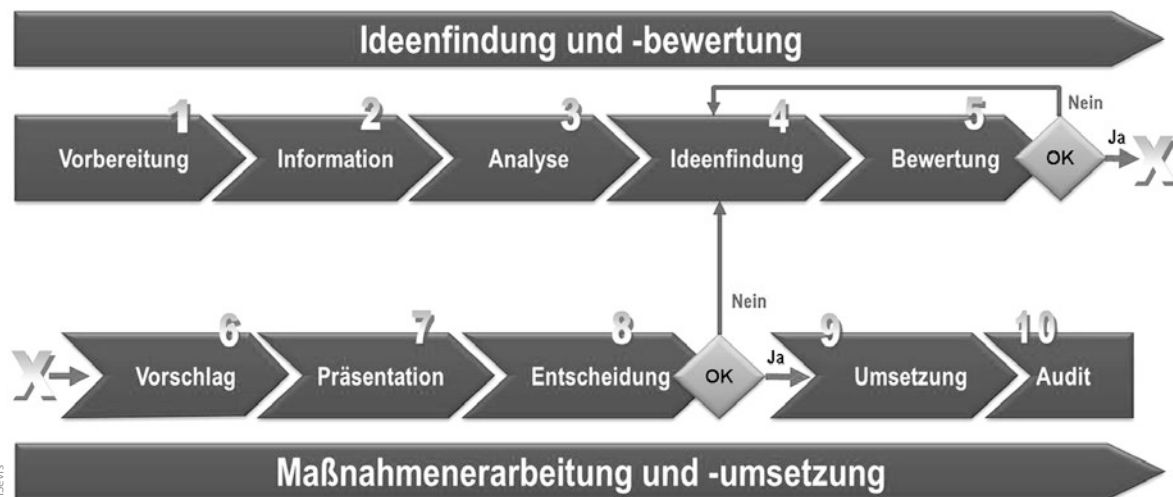 Ideenfindung und -bewertung
Nein
1 2 3 4 5
Ja
Vorbereitung Information Analyse Ideenfindung Bewertung OK X
Nein
6 7 8 9 10
Ja
X Vorschlag Präsentation Entscheidung OK Umsetzung Audit
Maßnahmenerarbeitung und -umsetzung